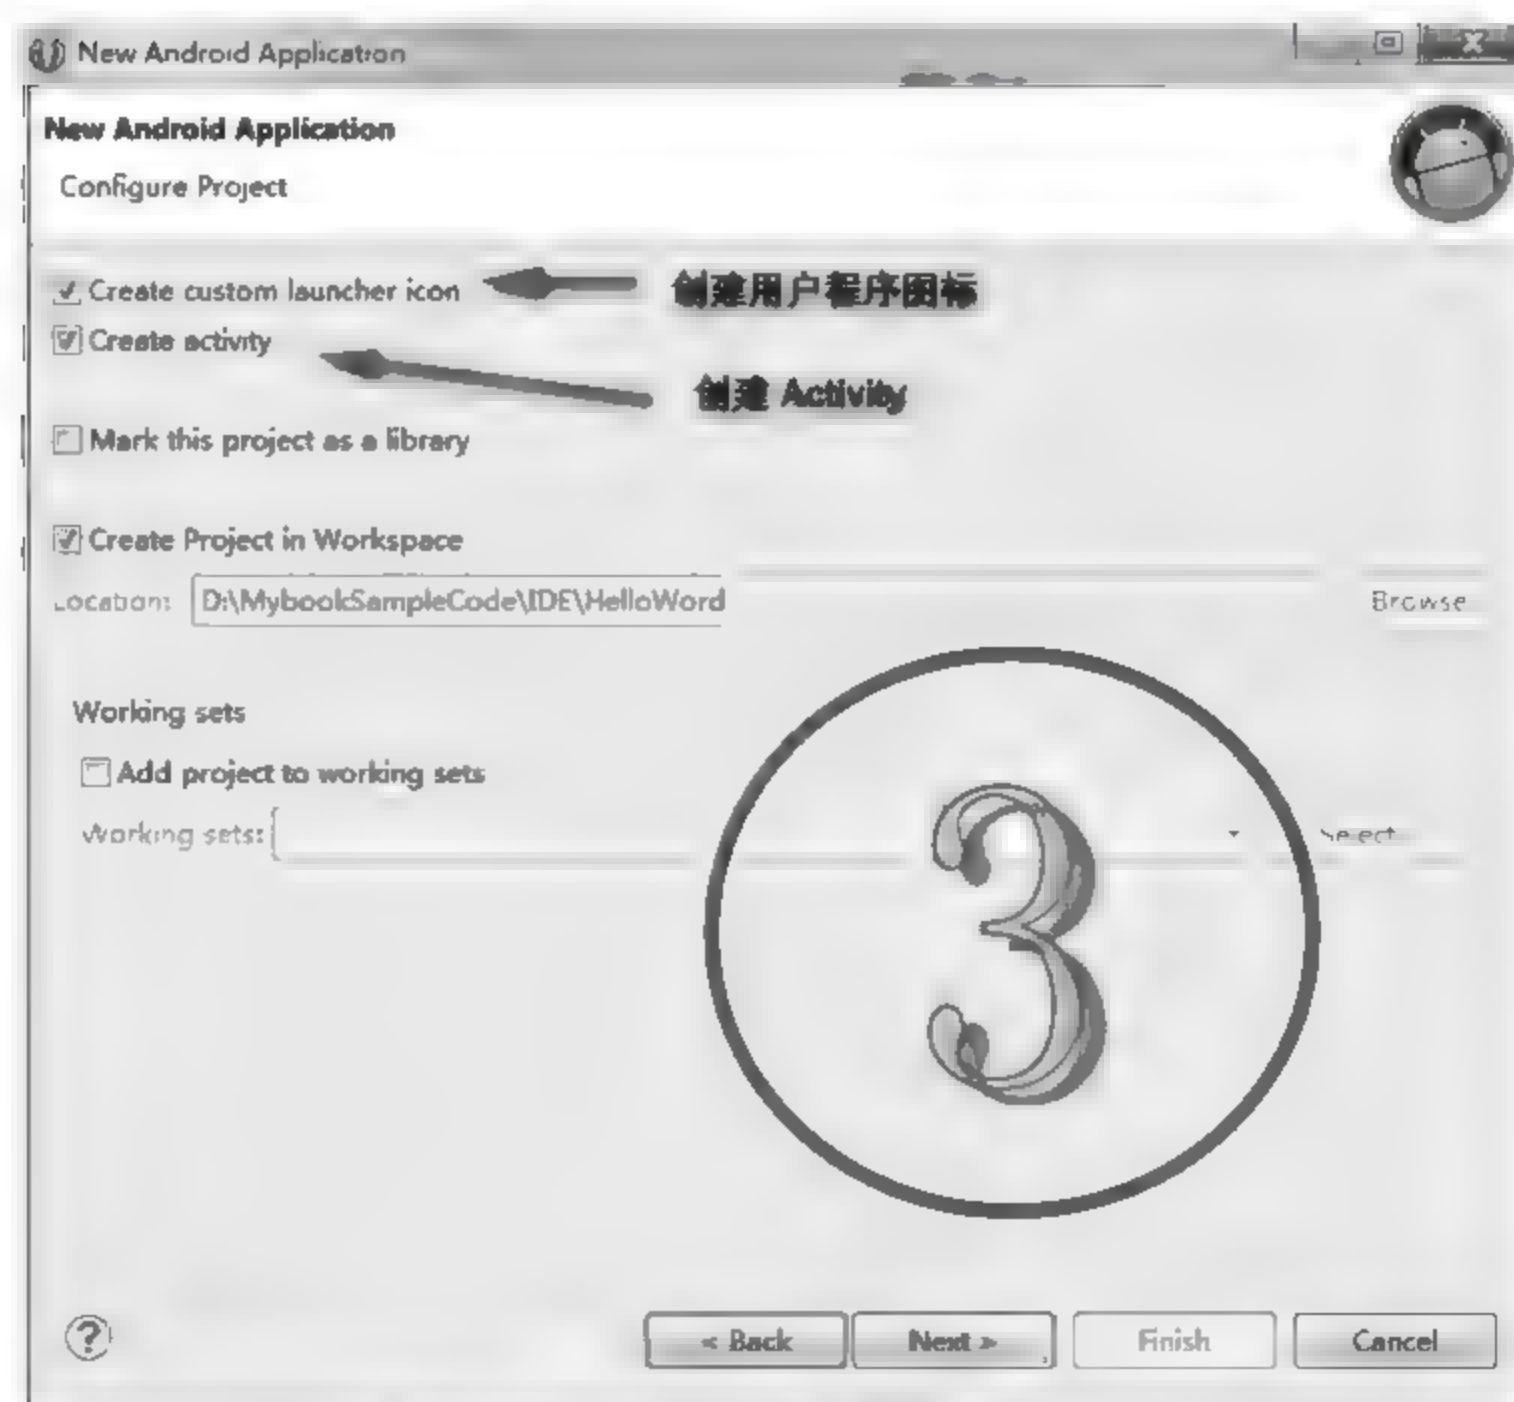 New Android Application
New Android Application
Configure Project
Create custom launcher icon 创建用户程序图标
Create activity
创建 Activity
Mark this project as a library
Create Project in Workspace
Location: D:\MybookSampleCode\IDE\HelloWord Browse
Working sets
Add project to working sets
Working sets: Select
3
? < Back Next > Finish Cancel